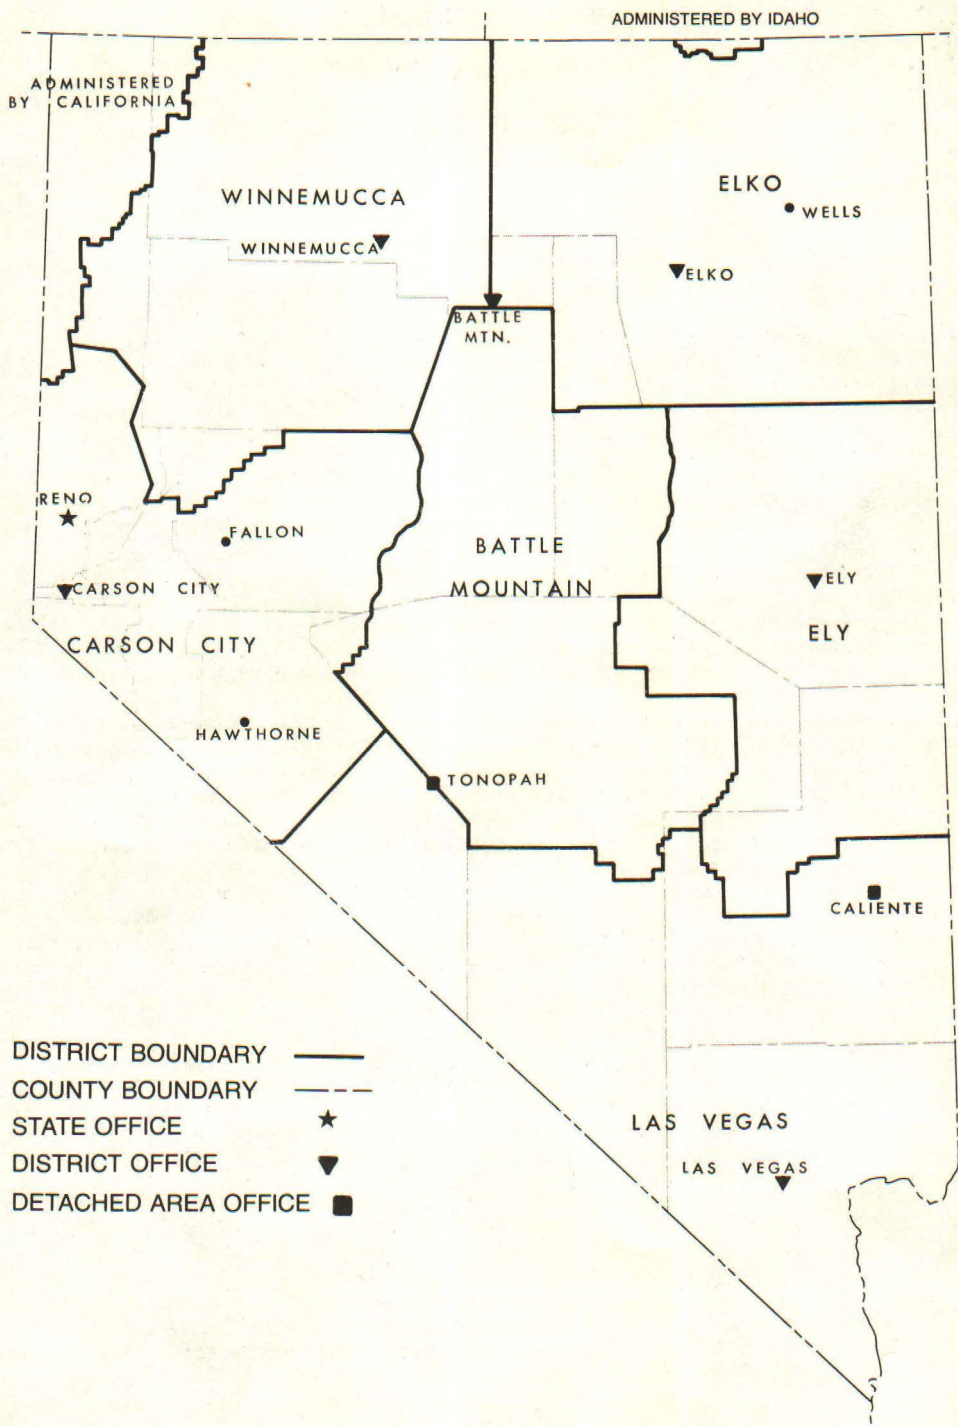 ADMINISTERED BY IDAHO
ADMINISTERED
BY CALIFORNIA
WINNEMUCCA
WINNEMUCCA
ELKO
WELLS
ELKO
BATTLE
MTN.
RENO
FALLON
CARSON CITY
CARSON CITY
HAWTHORNE
BATTLE
MOUNTAIN
ELY
ELY
TONOPAH
CALIENTE
LAS VEGAS
LAS VEGAS
DISTRICT BOUNDARY
COUNTY BOUNDARY
STATE OFFICE
DISTRICT OFFICE
DETACHED AREA OFFICE